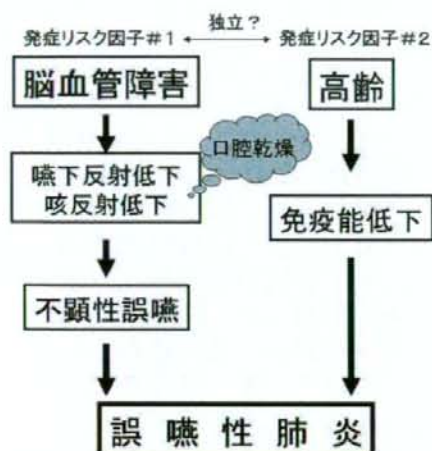 独立?
発症リスク因子#1
発症リスク因子#2
脳血管障害
高齢
口腔乾燥
嚥下反射低下
咳反射低下
免疫能低下
不顕性誤嚥
誤嚥性肺炎